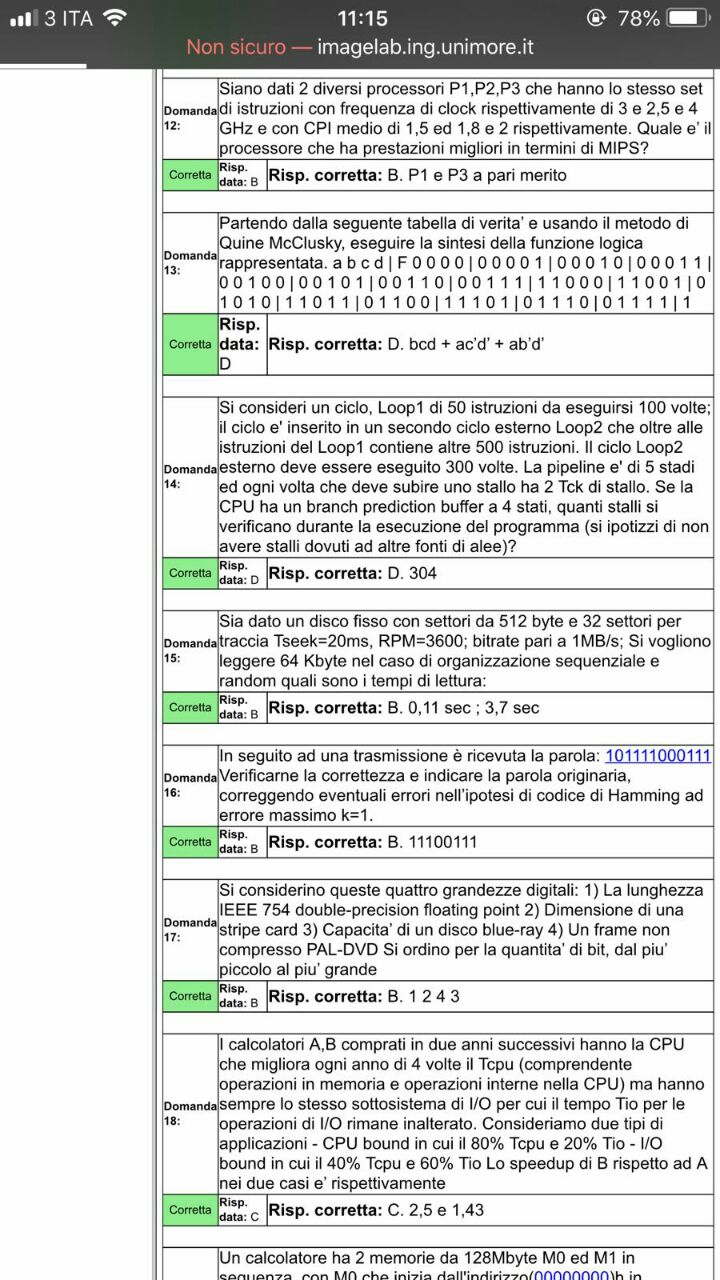 3 ITA 11:15 78%
Non sicuro — imagelab.ing.unimore.it
Domanda 12:
Siano dati 2 diversi processori P1,P2,P3 che hanno lo stesso set
di istruzioni con frequenza di clock rispettivamente di 3 e 2,5 e 4
GHz e con CPI medio di 1,5 ed 1,8 e 2 rispettivamente. Quale e' il
processore che ha prestazioni migliori in termini di MIPS?
Corretta
Risp.
data: B
Risp. corretta: B. P1 e P3 a pari merito
Domanda
13:
Partendo dalla seguente tabella di verita' e usando il metodo di
Quine McClusky, eseguire la sintesi della funzione logica
rappresentata. a b c d | F 0 0 0 0 | 0 0 0 0 1 | 0 0 0 1 0 | 0 0 0 1 1 |
0 0 1 0 0 | 0 0 1 0 1 | 0 0 1 1 0 | 0 0 1 1 1 | 1 1 0 0 0 | 1 1 0 0 1 | 0
1 0 1 0 | 1 1 0 1 1 | 0 1 1 0 0 | 1 1 1 0 1 | 0 1 1 1 0 | 0 1 1 1 1 | 1
Corretta
Risp.
data:
D
Risp. corretta: D. bcd + ac'd' + ab'd'
Domanda
14:
Si consideri un ciclo, Loop1 di 50 istruzioni da eseguirsi 100 volte;
il ciclo e' inserito in un secondo ciclo esterno Loop2 che oltre alle
istruzioni del Loop1 contiene altre 500 istruzioni. Il ciclo Loop2
esterno deve essere eseguito 300 volte. La pipeline e' di 5 stadi
ed ogni volta che deve subire uno stallo ha 2 Tck di stallo. Se la
CPU ha un branch prediction buffer a 4 stati, quanti stalli si
verificano durante la esecuzione del programma (si ipotizzi di non
avere stalli dovuti ad altre fonti di alee)?
Corretta
Risp.
data: D
Risp. corretta: D. 304
Domanda
15:
Sia dato un disco fisso con settori da 512 byte e 32 settori per
traccia Tseek=20ms, RPM=3600; bitrate pari a 1MB/s; Si vogliono
leggere 64 Kbyte nel caso di organizzazione sequenziale e
random quali sono i tempi di lettura:
Corretta
Risp.
data: B
Risp. corretta: B. 0,11 sec ; 3,7 sec
Domanda
16:
In seguito ad una trasmissione è ricevuta la parola: 101111000111
Verificarne la correttezza e indicare la parola originaria,
correggendo eventuali errori nell'ipotesi di codice di Hamming ad
errore massimo k=1.
Corretta
Risp.
data: B
Risp. corretta: B. 11100111
Domanda
17:
Si considerino queste quattro grandezze digitali: 1) La lunghezza
IEEE 754 double-precision floating point 2) Dimensione di una
stripe card 3) Capacita' di un disco blue-ray 4) Un frame non
compresso PAL-DVD Si ordino per la quantita' di bit, dal piu'
piccolo al piu' grande
Corretta
Risp.
data: B
Risp. corretta: B. 1 2 4 3
Domanda
18:
I calcolatori A,B comprati in due anni successivi hanno la CPU
che migliora ogni anno di 4 volte il Tcpu (comprendente
operazioni in memoria e operazioni interne nella CPU) ma hanno
sempre lo stesso sottosistema di I/O per cui il tempo Tio per le
operazioni di I/O rimane inalterato. Consideriamo due tipi di
applicazioni - CPU bound in cui il 80% Tcpu e 20% Tio - I/O
bound in cui il 40% Tcpu e 60% Tio Lo speedup di B rispetto ad A
nei due casi e' rispettivamente
Corretta
Risp.
data: C
Risp. corretta: C. 2,5 e 1,43
Un calcolatore ha 2 memorie da 128Mbyte M0 ed M1 in
sequenza, con M0 che inizia dall'indirizzo(00000000)h in